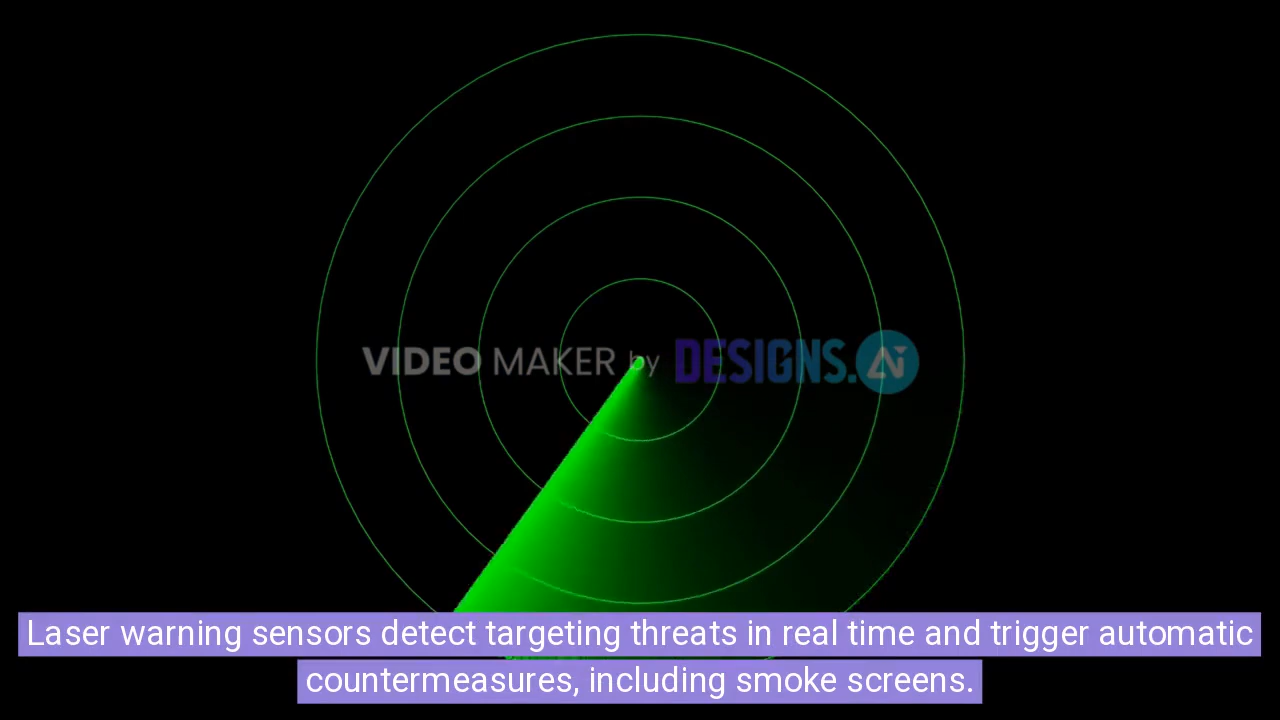 VIDEO MAKER by DESIGNS.Ai
Laser warning sensors detect targeting threats in real time and trigger automatic
countermeasures, including smoke screens.